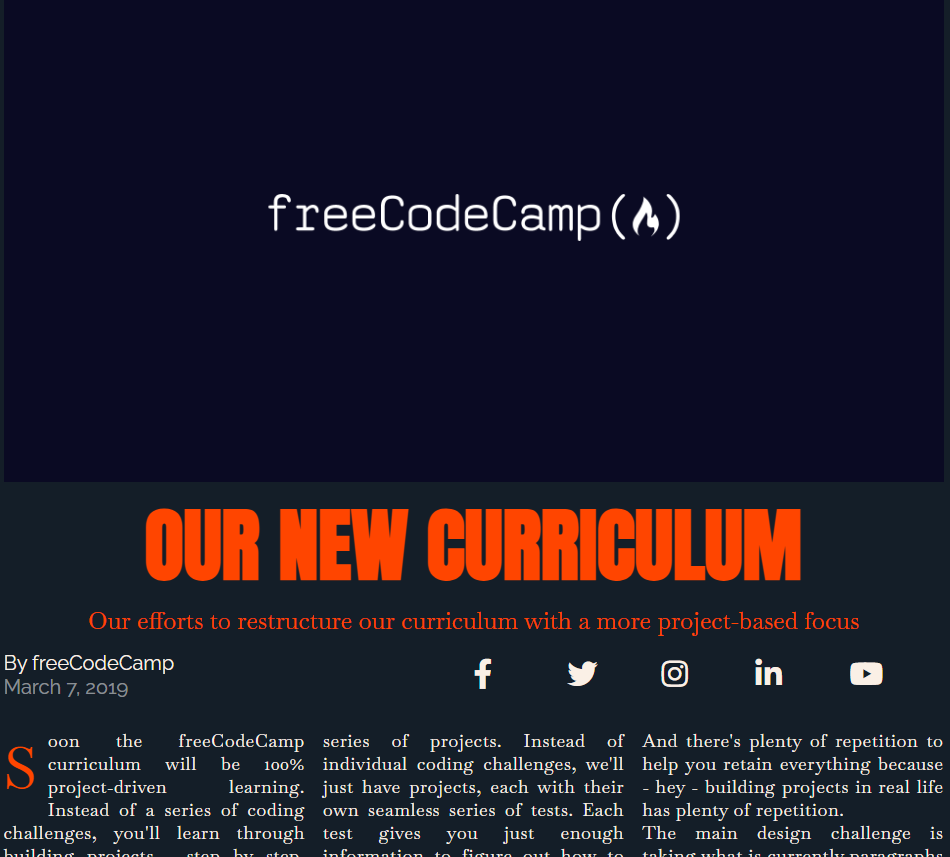 freeCodeCamp(🔥)
OUR NEW CURRICULUM
Our efforts to restructure our curriculum with a more project-based focus
By freeCodeCamp
March 7, 2019
Soon the freeCodeCamp
curriculum will be 100%
project-driven learning.
Instead of a series of coding
challenges, you'll learn through
building projects - step by step.
series of projects. Instead of
individual coding challenges, we'll
just have projects, each with their
own seamless series of tests. Each
test gives you just enough
information to figure out how to
And there's plenty of repetition to
help you retain everything because
- hey - building projects in real life
has plenty of repetition.
The main design challenge is
taking what is currently paragraphs